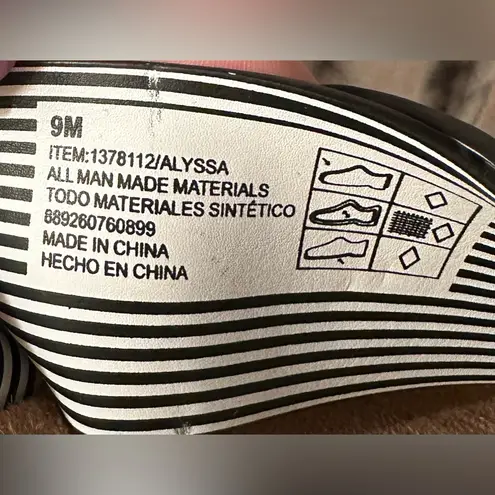 9M
ITEM:1378112/ALYSSA
ALL MAN MADE MATERIALS
TODO MATERIALES SINTÉTICO
889260760899
MADE IN CHINA
HECHO EN CHINA